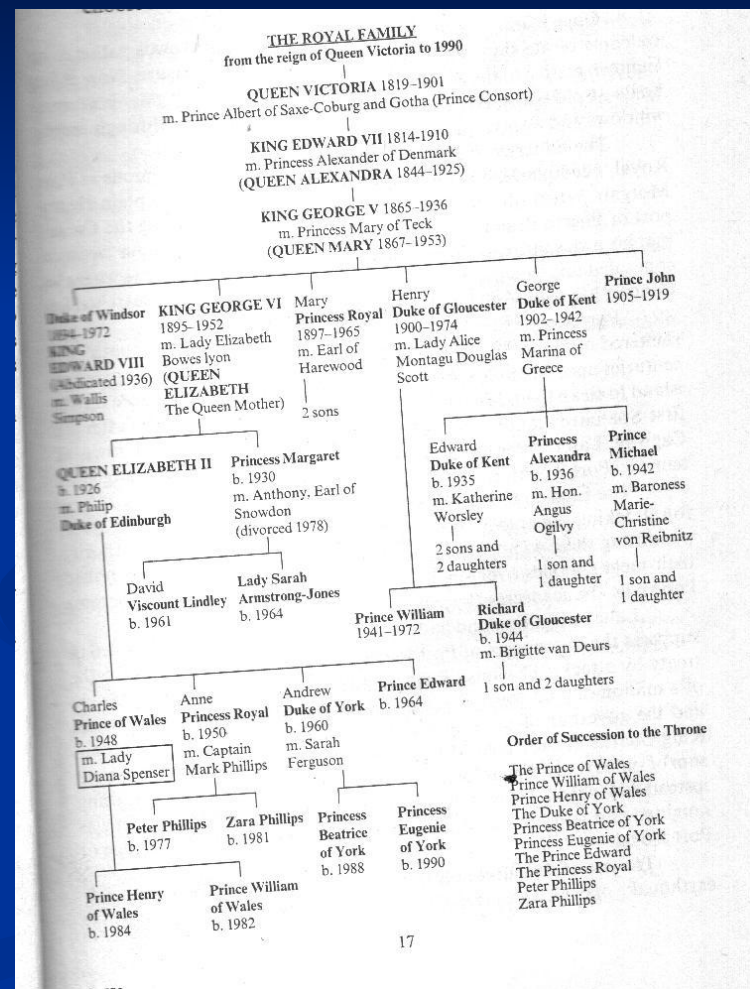 THE ROYAL FAMILY
from the reign of Queen Victoria to 1990
QUEEN VICTORIA 1819-1901
m. Prince Albert of Saxe-Coburg and Gotha (Prince Consort)
KING EDWARD VII 1814-1910
m. Princess Alexander of Denmark
(QUEEN ALEXANDRA 1844-1925)
KING GEORGE V 1865-1936
m. Princess Mary of Teck
(QUEEN MARY 1867-1953)
Duke of Windsor
1894-1972
KING
EDWARD VIII
(Abdicated 1936)
m. Wallis
Simpson
KING GEORGE VI
1895-1952
m. Lady Elizabeth
Bowes lyon
(QUEEN
ELIZABETH
The Queen Mother)
Mary
Princess Royal
1897-1965
m. Earl of
Harewood
2 sons
Henry
Duke of Gloucester
1900-1974
m. Lady Alice
Montagu Douglas
Scott
George
Duke of Kent
1902-1942
m. Princess
Marina of
Greece
Prince John
1905-1919
QUEEN ELIZABETH II
b. 1926
m. Philip
Duke of Edinburgh
Princess Margaret
b. 1930
m. Anthony, Earl of
Snowdon
(divorced 1978)
Edward
Duke of Kent
b. 1935
m. Katherine
Worsley
2 sons and
2 daughters
Princess
Alexandra
b. 1936
m. Hon.
Angus
Ogilvy
1 son and
1 daughter
Prince
Michael
b. 1942
m. Baroness
Marie-
Christine
von Reibnitz
1 son and
1 daughter
David
Viscount Lindley
b. 1961
Lady Sarah
Armstrong-Jones
b. 1964
Prince William
1941-1972
Richard
Duke of Gloucester
b. 1944
m. Brigitte van Deurs
1 son and 2 daughters
Charles
Prince of Wales
b. 1948
m. Lady
Diana Spenser
Anne
Princess Royal
b. 1950
m. Captain
Mark Phillips
Andrew
Duke of York
b. 1960
m. Sarah
Ferguson
Prince Edward
b. 1964
Peter Phillips
b. 1977
Zara Phillips
b. 1981
Princess
Beatrice
of York
b. 1988
Princess
Eugenie
of York
b. 1990
Prince Henry
of Wales
b. 1984
Prince William
of Wales
b. 1982
Order of Succession to the Throne
The Prince of Wales
Prince William of Wales
Prince Henry of Wales
The Duke of York
Princess Beatrice of York
Princess Eugenie of York
The Prince Edward
The Princess Royal
Peter Phillips
Zara Phillips
17